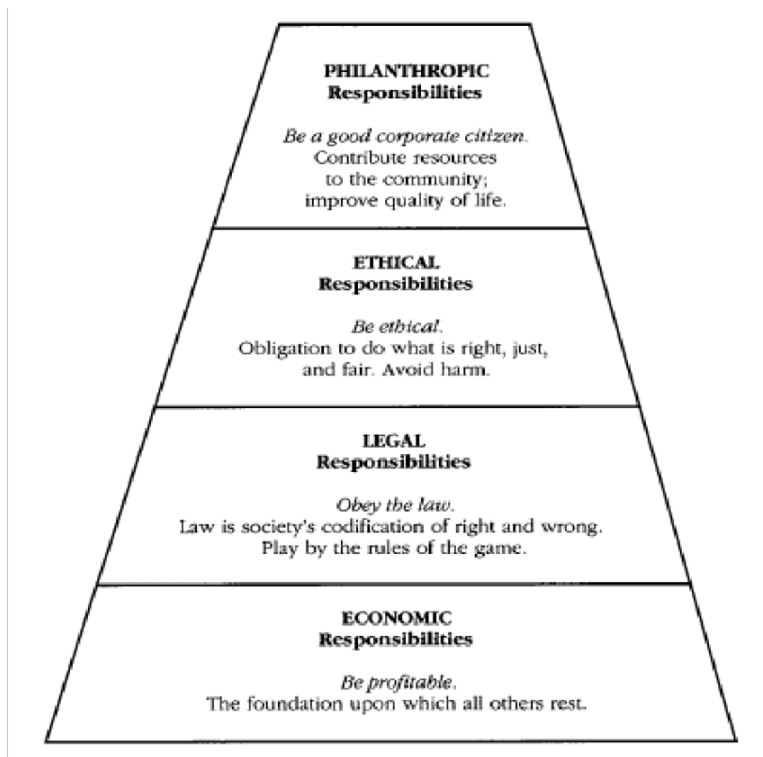 PHILANTHROPIC
Responsibilities
Be a good corporate citizen.
Contribute resources
to the community;
improve quality of life.
ETHICAL
Responsibilities
Be ethical.
Obligation to do what is right, just,
and fair. Avoid harm.
LEGAL
Responsibilities
Obey the law.
Law is society's codification of right and wrong.
Play by the rules of the game.
ECONOMIC
Responsibilities
Be profitable.
The foundation upon which all others rest.